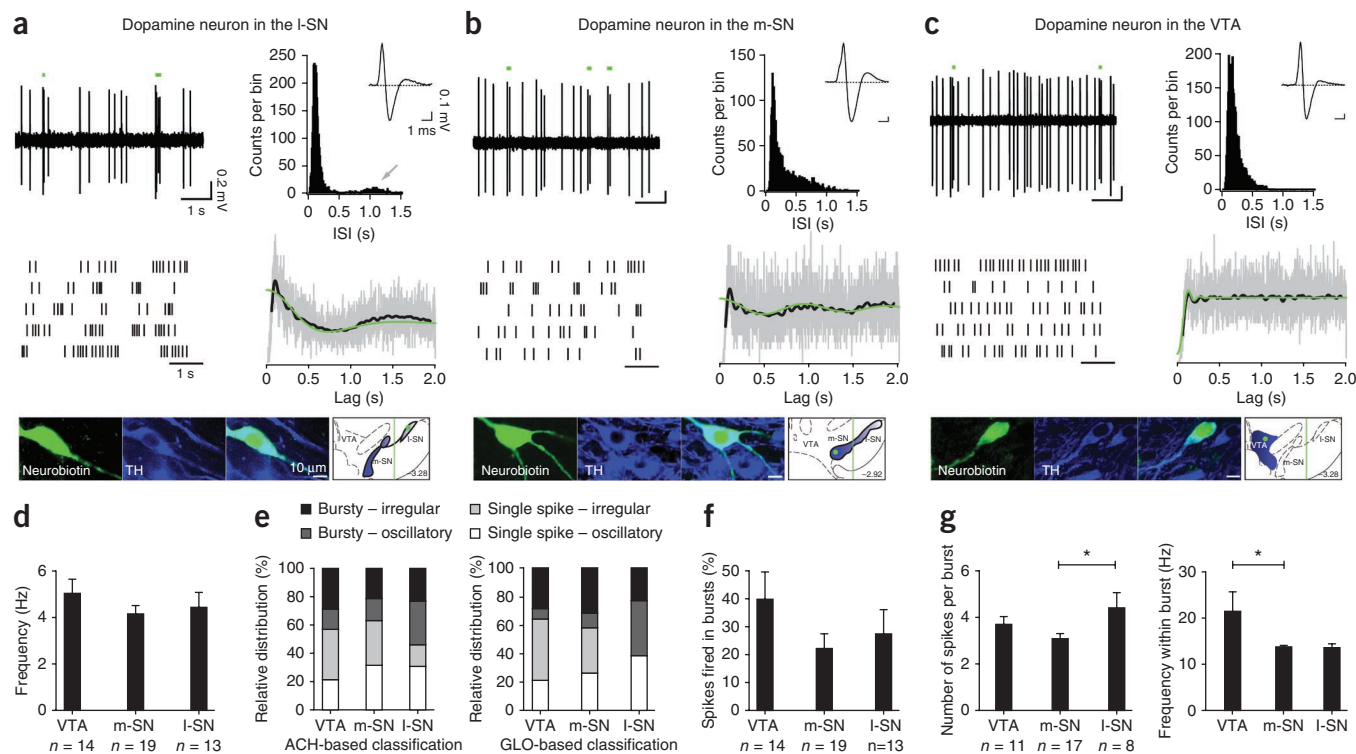 a
Dopamine neuron in the l-SN
0.2 mV
1 s
Counts per bin
250
200
150
100
50
0
0 0.5 1.0 1.5
ISI (s)
0.1 mV
1 ms
1 s
0 0.5 1.0 1.5 2.0
Lag (s)
Neurobiotin
TH
10 µm
VTA
l-SN
m-SN
–3.28
b
Dopamine neuron in the m-SN
Counts per bin
150
100
50
0
0 0.5 1.0 1.5
ISI (s)
0 0.5 1.0 1.5 2.0
Lag (s)
Neurobiotin
TH
VTA
m-SN
l-SN
–2.92
c
Dopamine neuron in the VTA
Counts per bin
200
150
100
50
0
0 0.5 1.0 1.5
ISI (s)
0 0.5 1.0 1.5 2.0
Lag (s)
Neurobiotin
TH
VTA
l-SN
m-SN
–3.28
d
Frequency (Hz)
6
4
2
0
VTA m-SN l-SN
n = 14 n = 19 n = 13
e
Bursty – irregular
Single spike – irregular
Bursty – oscillatory
Single spike – oscillatory
Relative distribution (%)
100
80
60
40
20
0
VTA m-SN l-SN
ACH-based classification
Relative distribution (%)
100
80
60
40
20
0
VTA m-SN l-SN
GLO-based classification
f
Spikes fired in bursts (%)
50
40
30
20
10
0
VTA m-SN l-SN
n = 14 n = 19 n=13
g
Number of spikes per burst
6
4
2
0
*
VTA m-SN l-SN
n = 11 n = 17 n = 8
Frequency within burst (Hz)
30
20
10
0
*
VTA m-SN l-SN